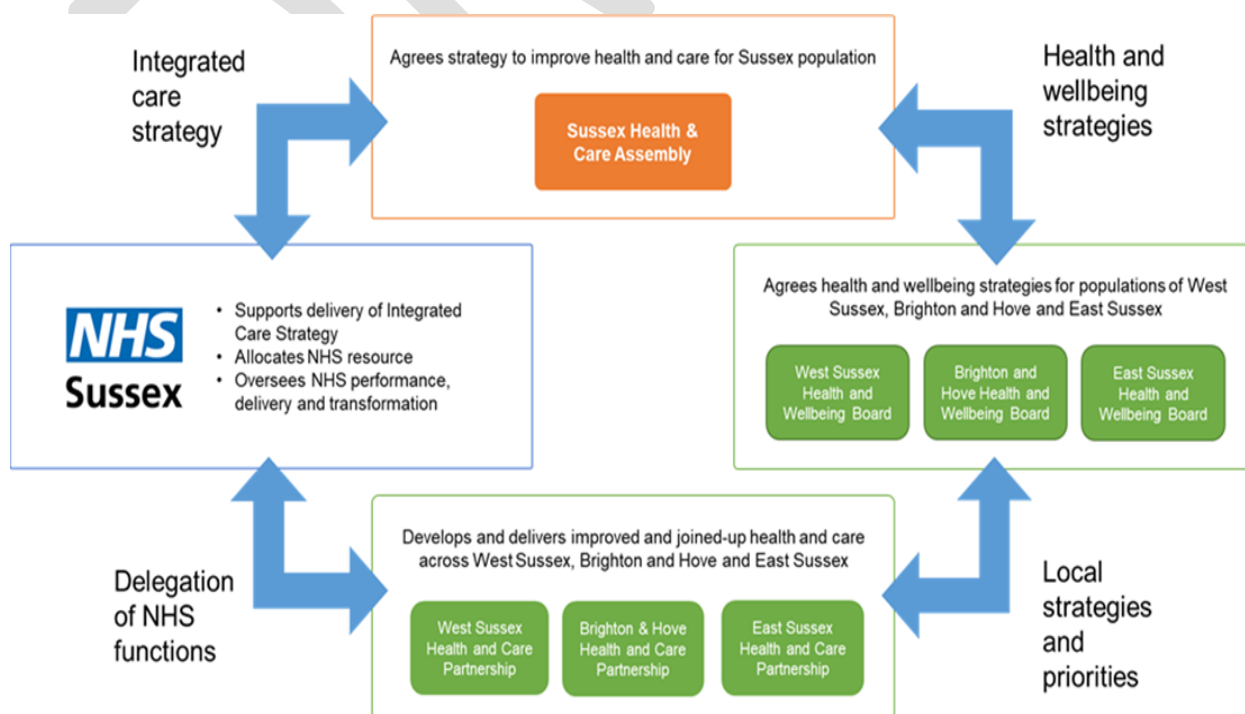 Integrated
care
strategy
Agrees strategy to improve health and care for Sussex population
Sussex Health &
Care Assembly
Health and
wellbeing
strategies
NHS
Sussex
• Supports delivery of Integrated
Care Strategy
• Allocates NHS resource
• Oversees NHS performance,
delivery and transformation
Agrees health and wellbeing strategies for populations of West
Sussex, Brighton and Hove and East Sussex
West Sussex
Health and
Wellbeing Board
Brighton and
Hove Health and
Wellbeing Board
East Sussex
Health and
Wellbeing Board
Delegation
of NHS
functions
Develops and delivers improved and joined-up health and care
across West Sussex, Brighton and Hove and East Sussex
West Sussex
Health and Care
Partnership
Brighton & Hove
Health and Care
Partnership
East Sussex
Health and Care
Partnership
Local
strategies
and
priorities